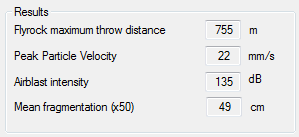 Results
Flyrock maximum throw distance 755 m
Peak Particle Velocity 22 mm/s
Airblast intensity 135 dB
Mean fragmentation (x50) 49 cm